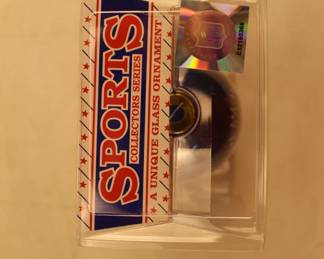 SPORTS
COLLECTORS SERIES
A UNIQUE GLASS ORNAMENT